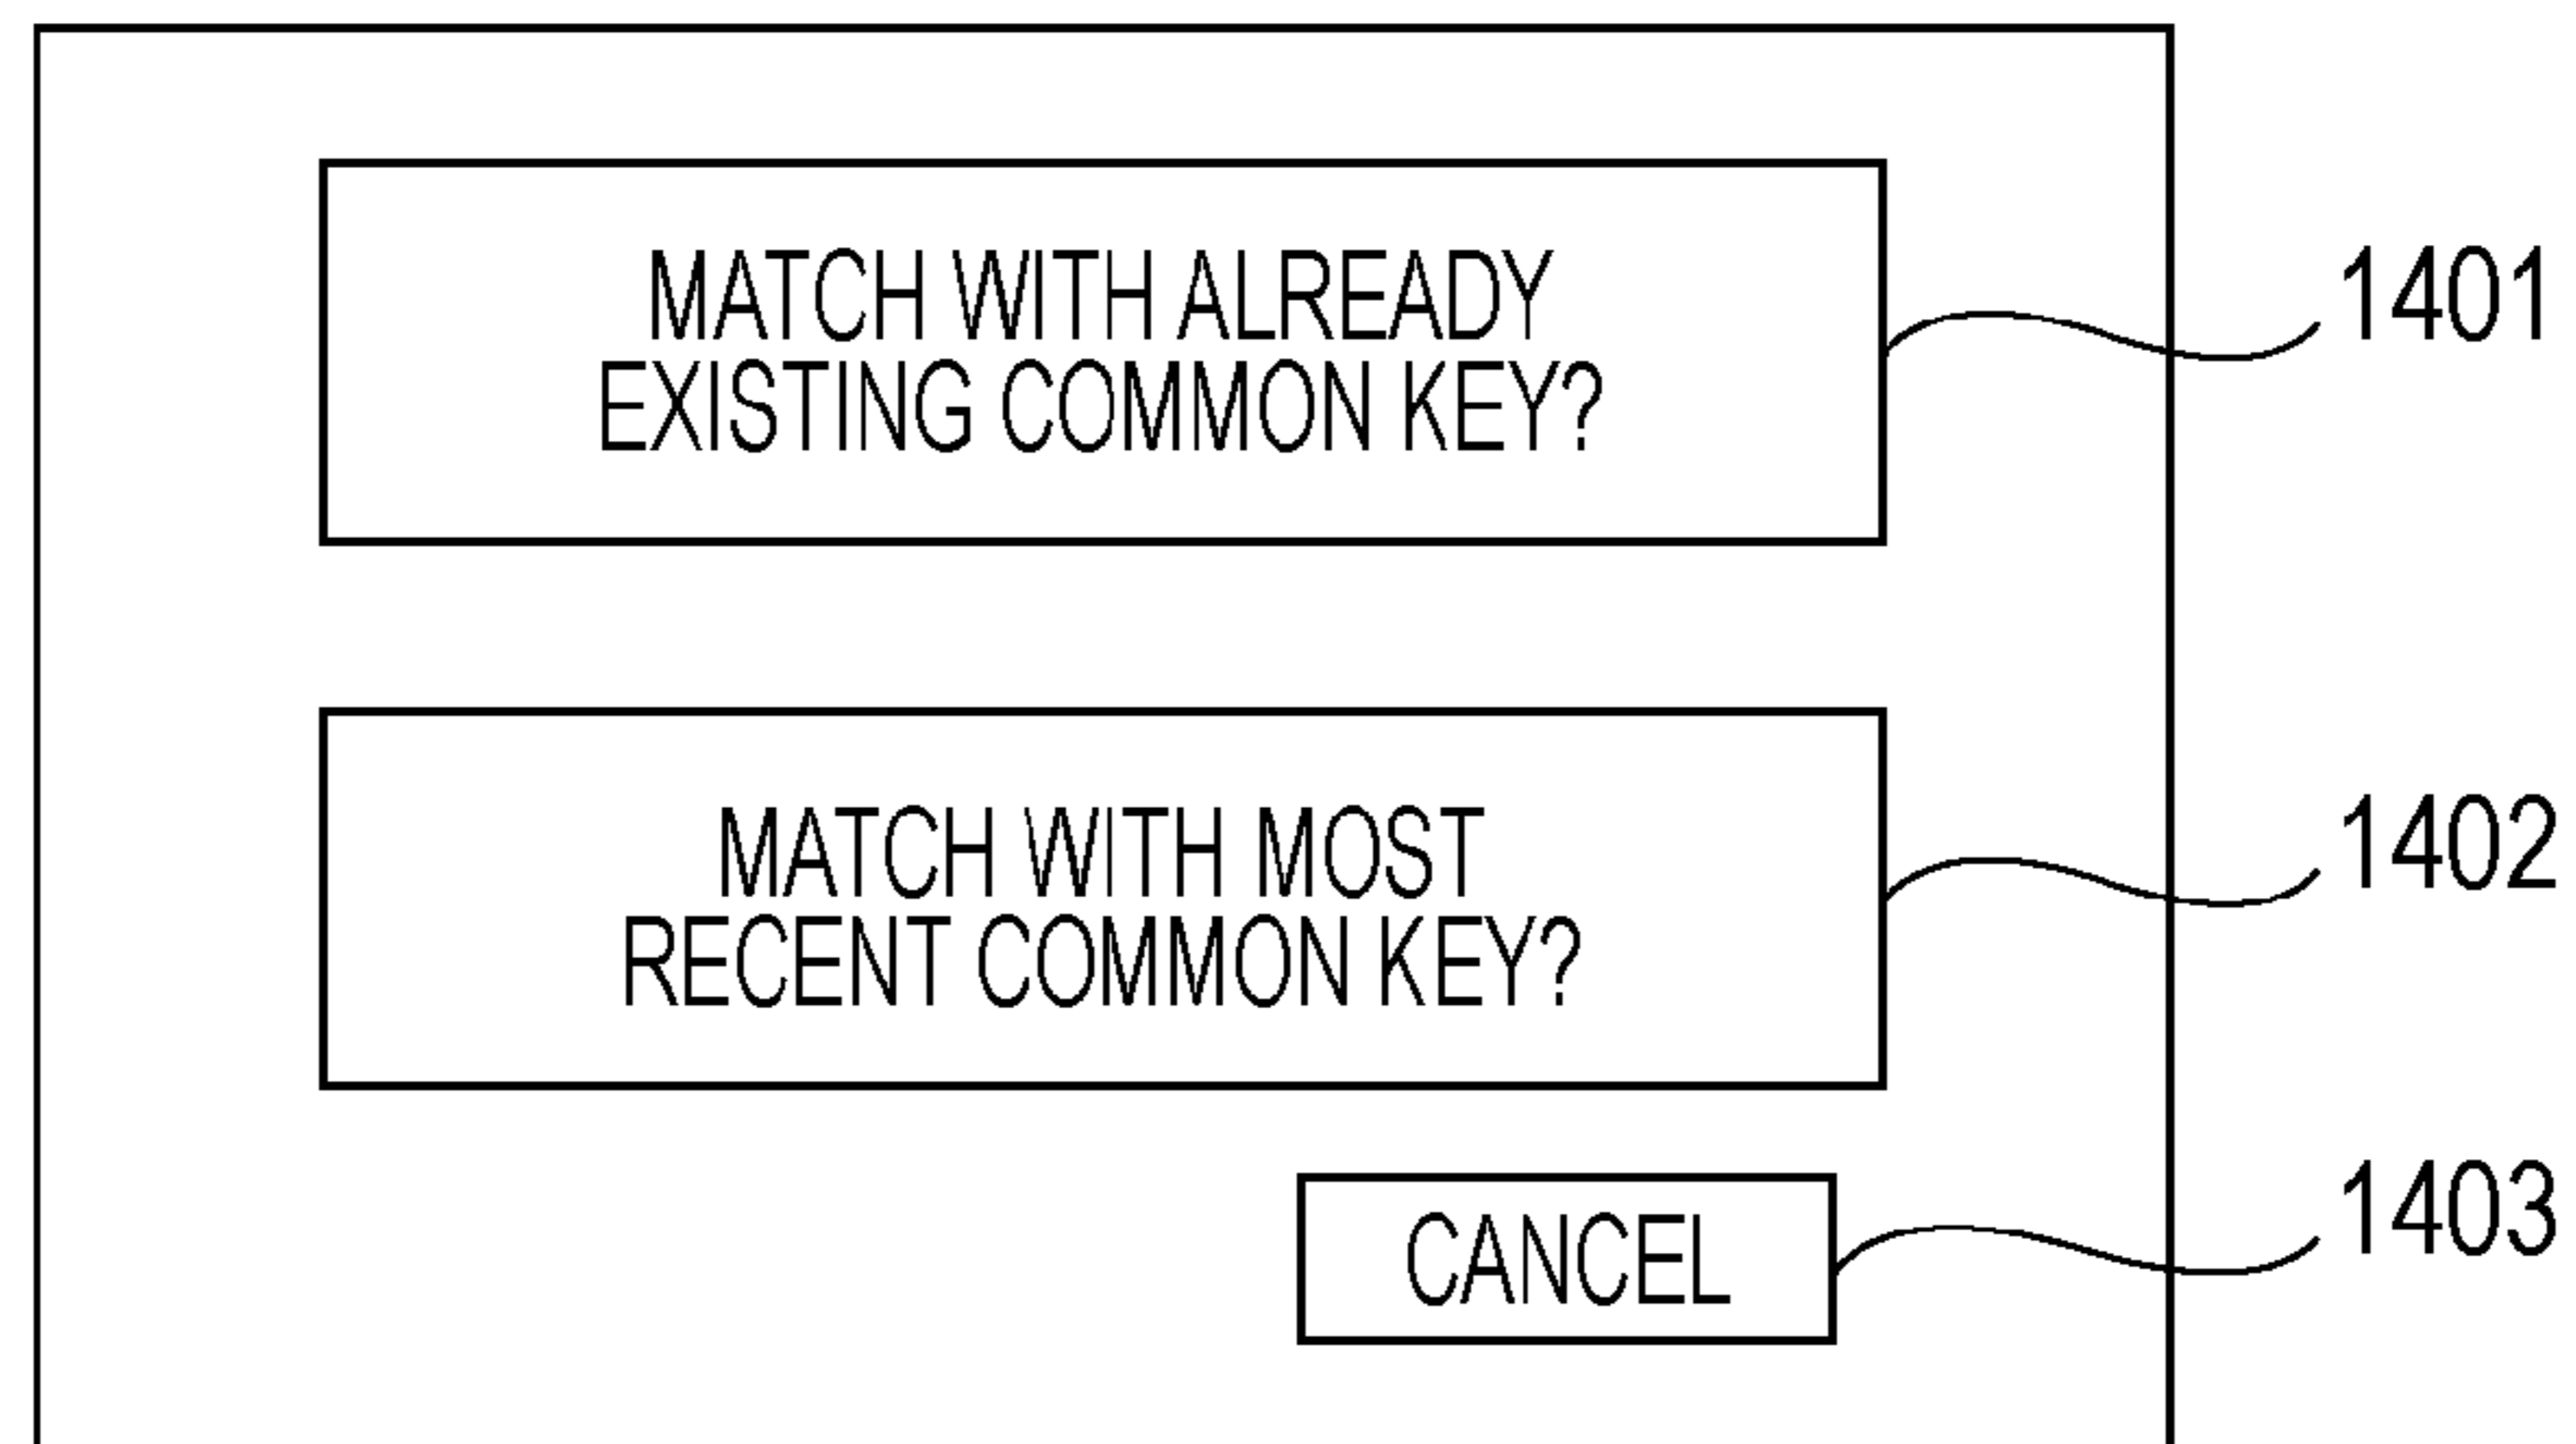 MATCH WITH ALREADY
EXISTING COMMON KEY?
1401
MATCH WITH MOST
RECENT COMMON KEY?
1402
CANCEL
1403